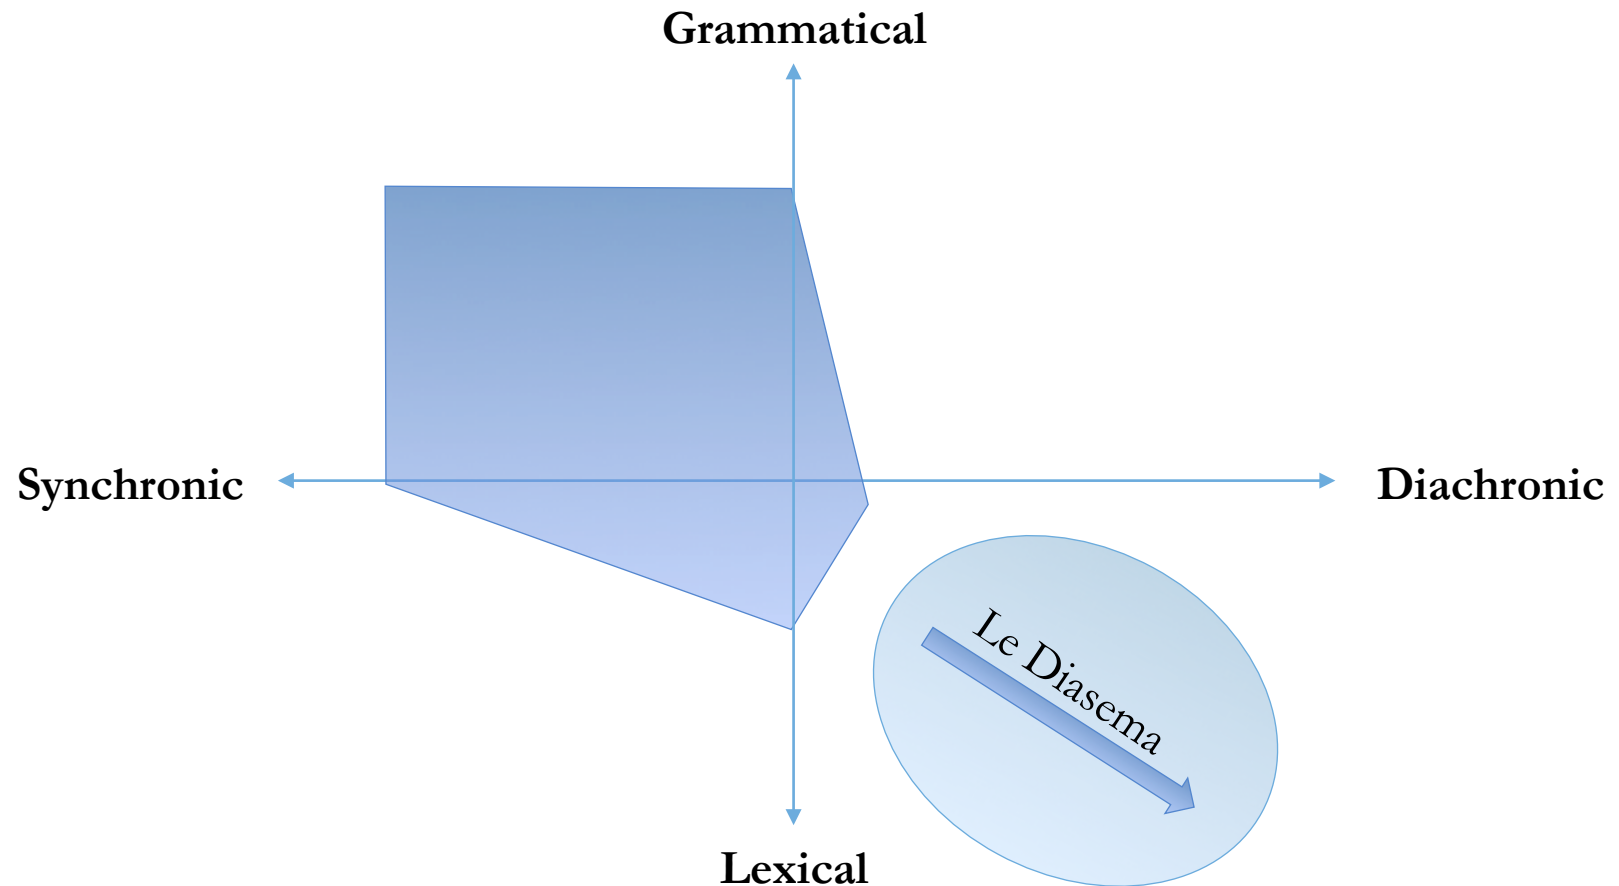 Grammatical
Synchronic
Diachronic
Le Diasema
Lexical